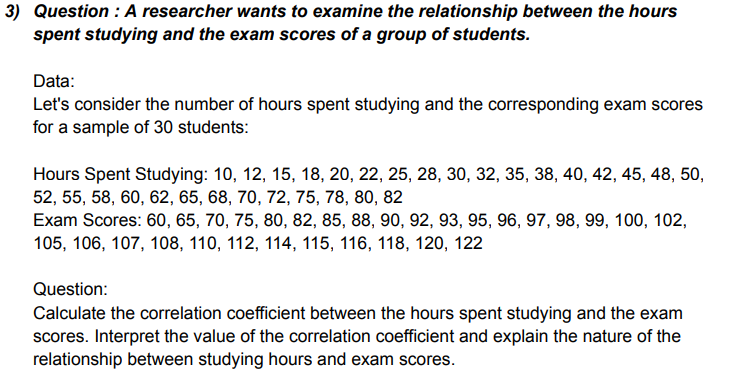 3) Question : A researcher wants to examine the relationship between the hours
spent studying and the exam scores of a group of students.
Data:
Let's consider the number of hours spent studying and the corresponding exam scores
for a sample of 30 students:
Hours Spent Studying: 10, 12, 15, 18, 20, 22, 25, 28, 30, 32, 35, 38, 40, 42, 45, 48, 50,
52, 55, 58, 60, 62, 65, 68, 70, 72, 75, 78, 80, 82
Exam Scores: 60, 65, 70, 75, 80, 82, 85, 88, 90, 92, 93, 95, 96, 97, 98, 99, 100, 102,
105, 106, 107, 108, 110, 112, 114, 115, 116, 118, 120, 122
Question:
Calculate the correlation coefficient between the hours spent studying and the exam
scores. Interpret the value of the correlation coefficient and explain the nature of the
relationship between studying hours and exam scores.